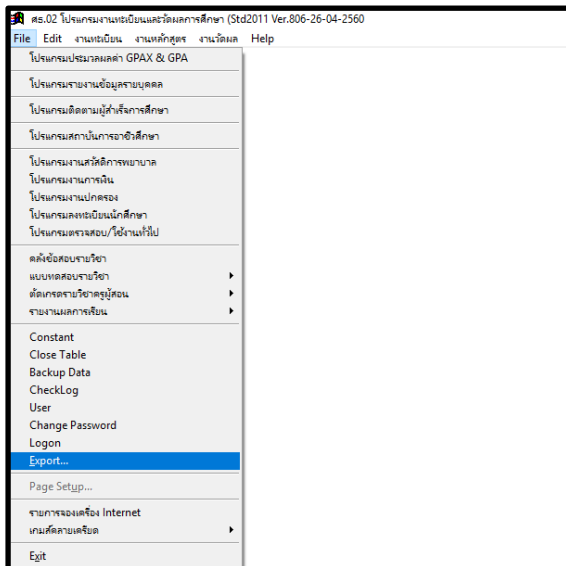 ศธ.02 โปรแกรมงานทะเบียนและวัดผลการศึกษา (Std2011 Ver.806-26-04-2560
File Edit งานทะเบียน งานหลักสูตร งานวัดผล Help
โปรแกรมประมวลผลค่า GPAX & GPA
โปรแกรมรายงานข้อมูลรายบุคคล
โปรแกรมติดตามผู้สำเร็จการศึกษา
โปรแกรมสถาบันการอาชีวศึกษา
โปรแกรมงานสวัสดิการพยาบาล
โปรแกรมงานการเงิน
โปรแกรมงานปกครอง
โปรแกรมลงทะเบียนนักศึกษา
โปรแกรมตรวจสอบ/ใช้งานทั่วไป
คลังข้อสอบรายวิชา
แบบทดสอบรายวิชา
ตัดเกรดรายวิชาครูผู้สอน
รายงานผลการเรียน
Constant
Close Table
Backup Data
CheckLog
User
Change Password
Logon
Export...
Page Setup...
รายการจองเครื่อง Internet
เกมส์คลายเครียด
Exit